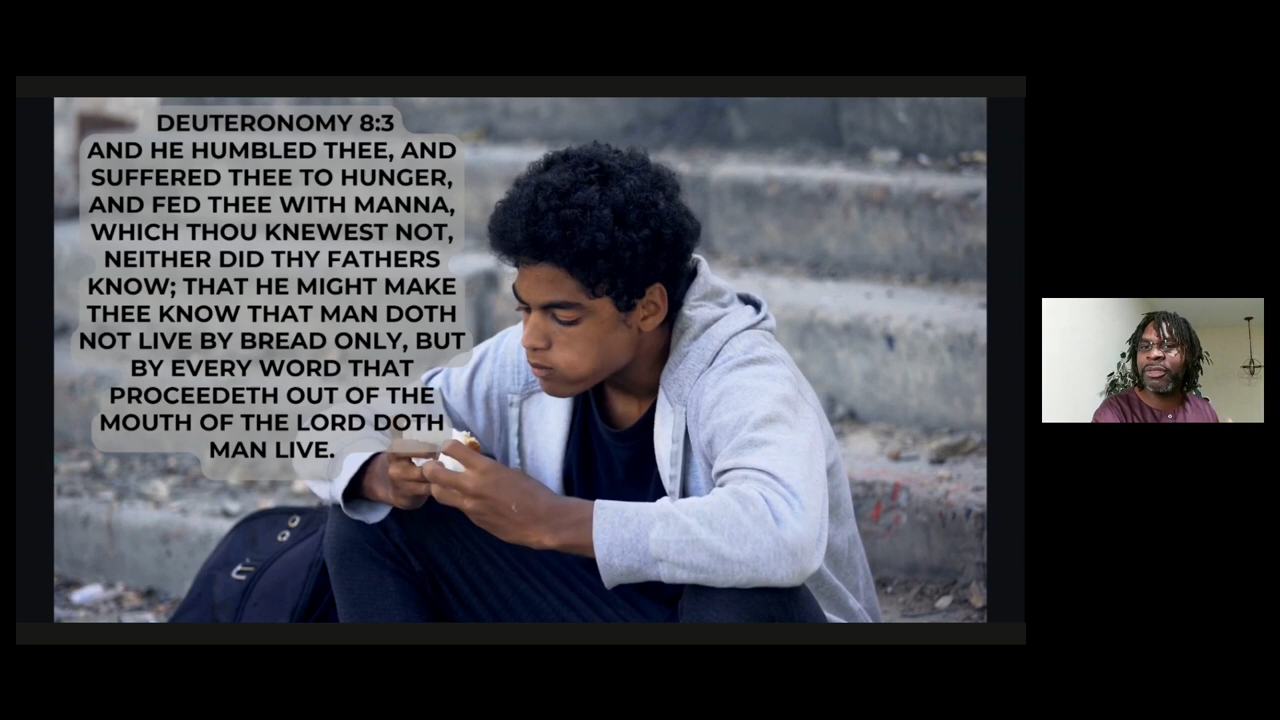 DEUTERONOMY 8:3
AND HE HUMBLED THEE, AND
SUFFERED THEE TO HUNGER,
AND FED THEE WITH MANNA,
WHICH THOU KNEWEST NOT,
NEITHER DID THY FATHERS
KNOW; THAT HE MIGHT MAKE
THEE KNOW THAT MAN DOTH
NOT LIVE BY BREAD ONLY, BUT
BY EVERY WORD THAT
PROCEEDETH OUT OF THE
MOUTH OF THE LORD DOTH
MAN LIVE.